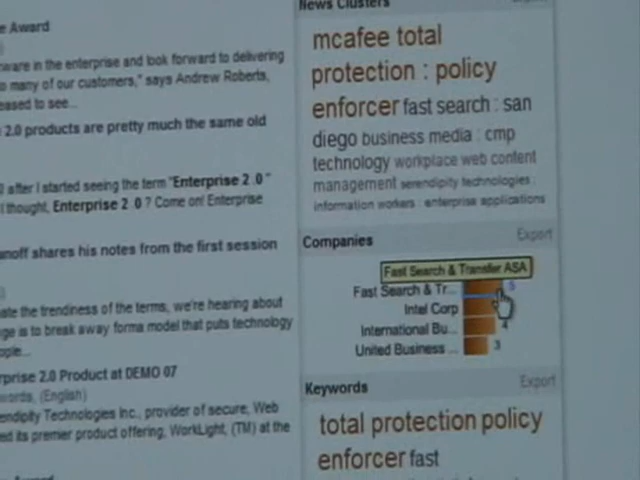 e Award
ware in the enterprise and look forward to delivering
o many of our customers," says Andrew Roberts,
eased to see...
2.0 products are pretty much the same old
after I started seeing the term "Enterprise 2.0"
I thought, Enterprise 2.0? Come on! Enterprise
anoff shares his notes from the first session
ate the trendiness of the terms, we're hearing about
ge is to break away forma model that puts technology
ople...
rprise 2.0 Product at DEMO 07
words, (English)
endipity Technologies Inc., provider of secure, Web
ed its premier product offering, WorkLight, (TM) at the
Award
News Clusters
mcafee total
protection : policy
enforcer fast search : san
diego business media : cmp
technology workplace web content
management serendipity technologies :
information workers : enterprise applications
Companies Export
Fast Search & Transfer ASA
Fast Search & Tr... 5
Intel Corp
International Bu... 4
United Business ... 3
Keywords Export
total protection policy
enforcer fast